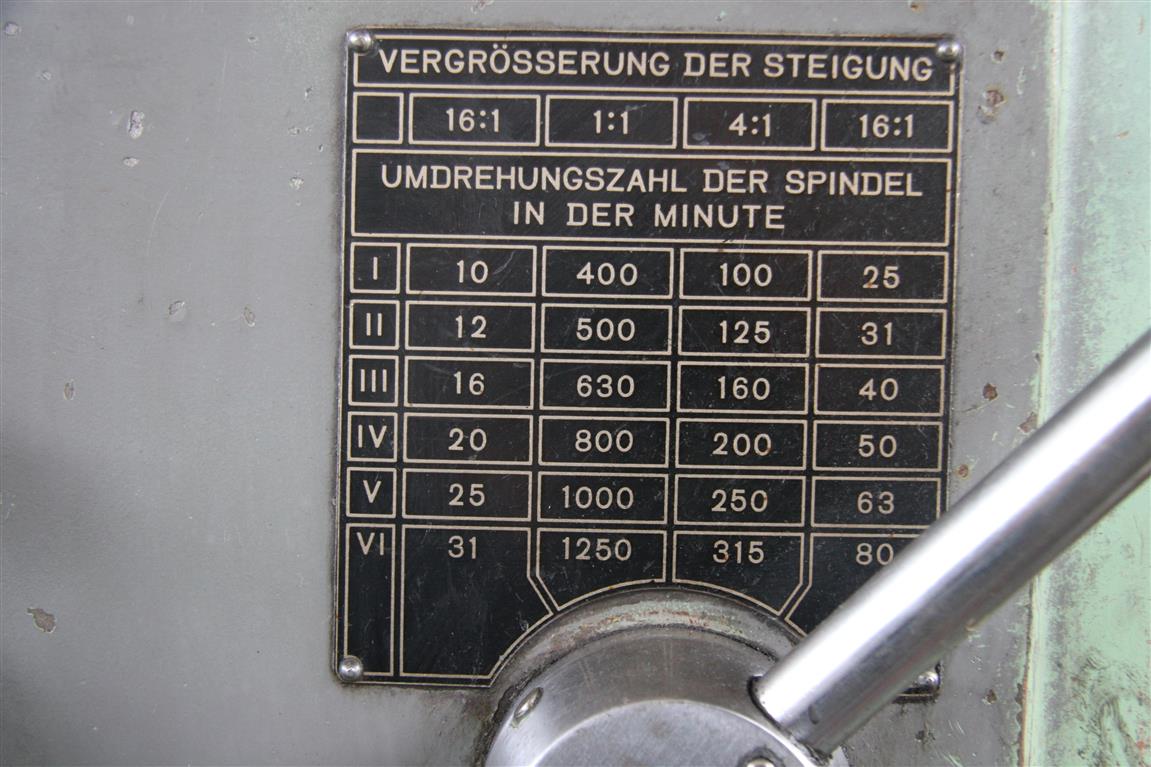 VERGRÖSSERUNG DER STEIGUNG
16:1 1:1 4:1 16:1
UMDREHUNGSZAHL DER SPINDEL
IN DER MINUTE
I 10 400 100 25
II 12 500 125 31
III 16 630 160 40
IV 20 800 200 50
V 25 1000 250 63
VI 31 1250 315 80